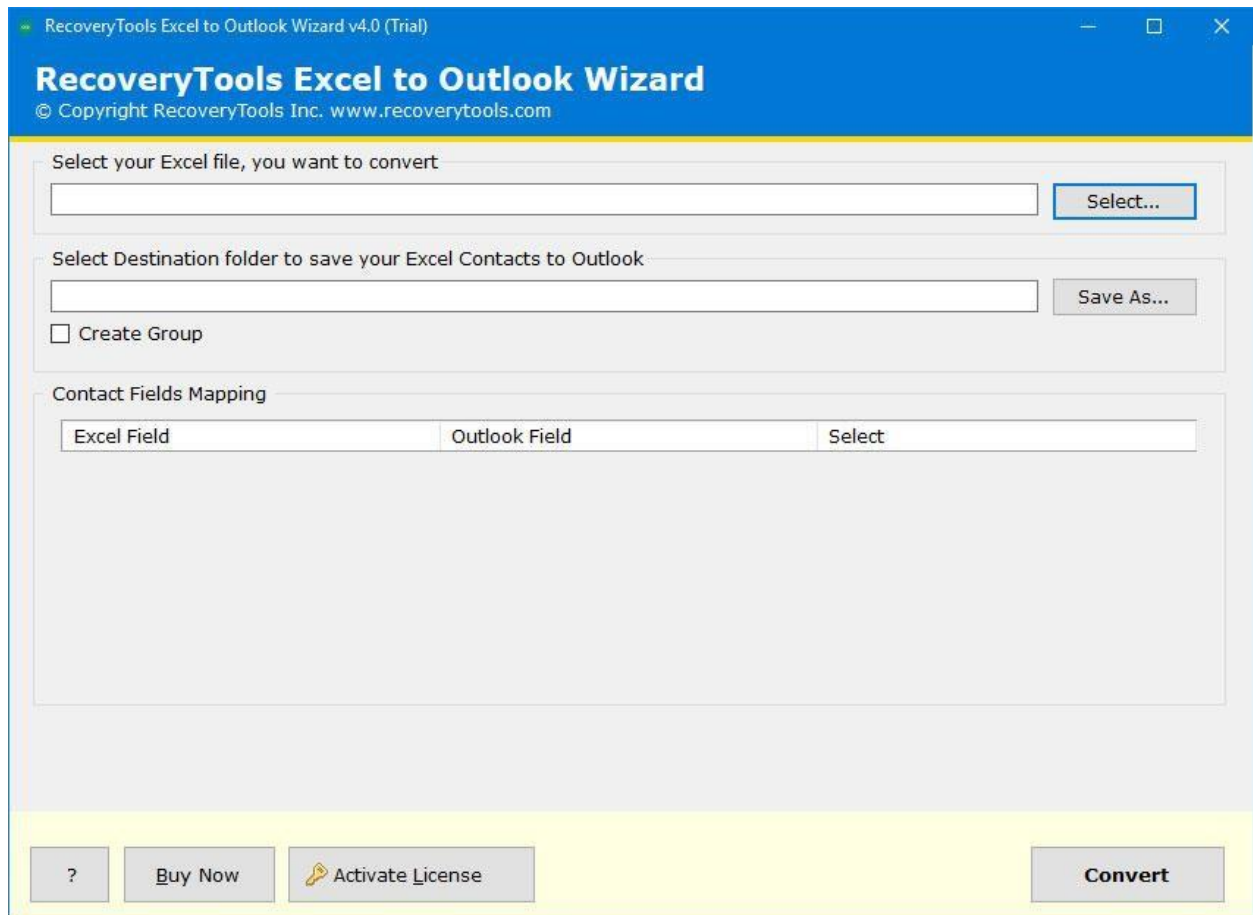 RecoveryTools Excel to Outlook Wizard v4.0 (Trial)
RecoveryTools Excel to Outlook Wizard
© Copyright RecoveryTools Inc. www.recoverytools.com
Select your Excel file, you want to convert
Select...
Select Destination folder to save your Excel Contacts to Outlook
Save As...
Create Group
Contact Fields Mapping
Excel Field Outlook Field Select
? Buy Now Activate License Convert